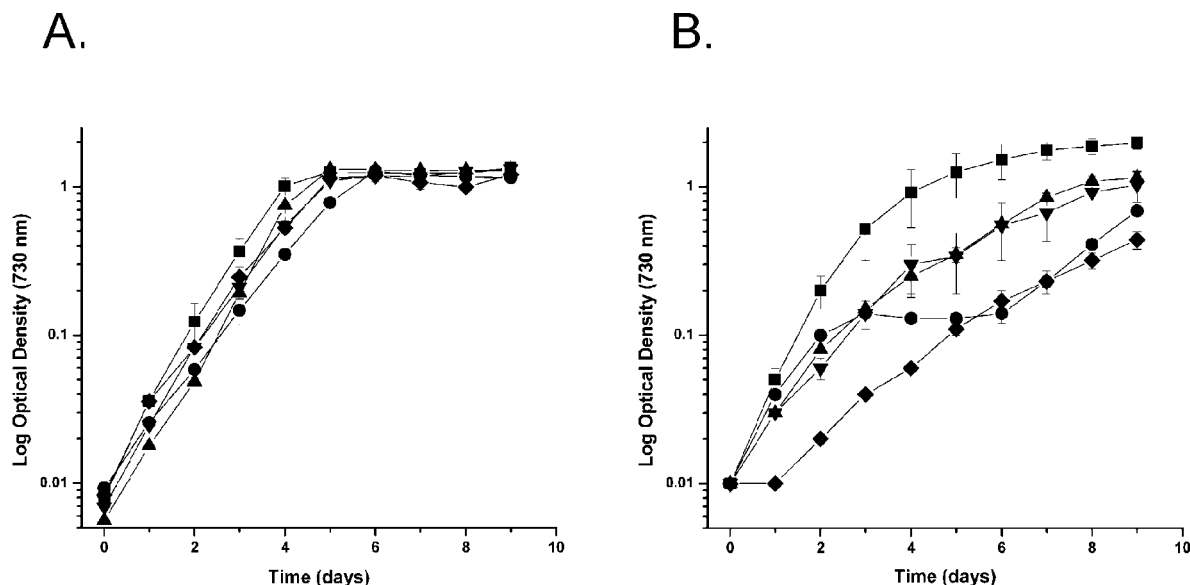 A.
B.
Log Optical Density (730 nm)
1
0.1
0.01
0 2 4 6 8 10
Time (days)
Log Optical Density (730 nm)
1
0.1
0.01
0 2 4 6 8 10
Time (days)